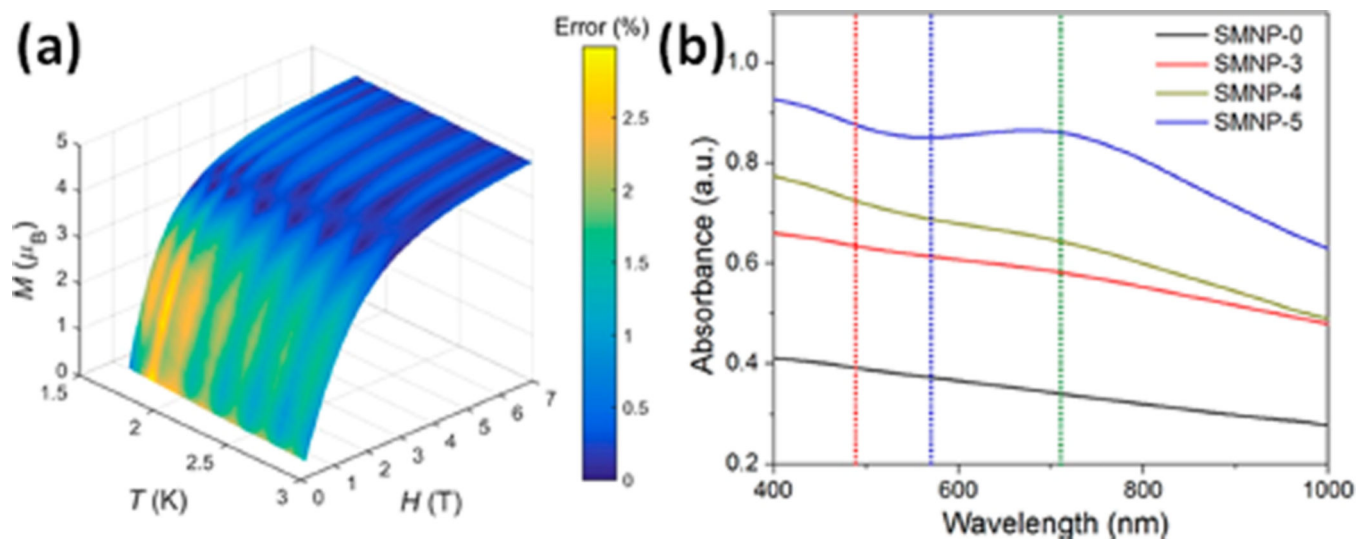 (a)
Error (%)
2.5
2
1.5
1
0.5
0
5
4
3
2
1
0
M (μB)
1.5
2
2.5
3
T (K)
0
1
2
3
4
5
6
7
H (T)
(b)
SMNP-0
SMNP-3
SMNP-4
SMNP-5
1.0
0.8
0.6
0.4
0.2
Absorbance (a.u.)
400
600
800
1000
Wavelength (nm)